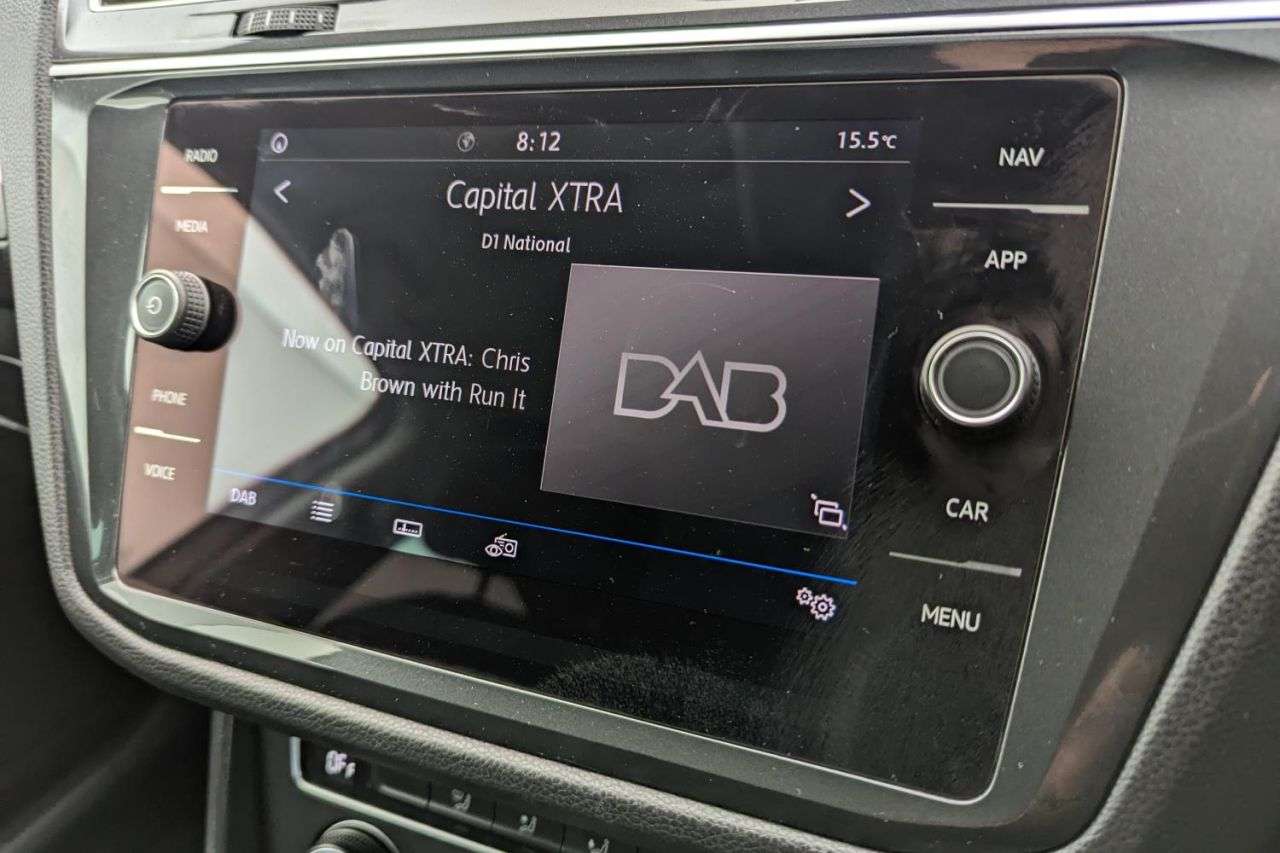 8:12
15.5°C
RADIO
MEDIA
PHONE
VOICE
Capital XTRA
D1 National
Now on Capital XTRA: Chris
Brown with Run It
DAB
DAB
NAV
APP
CAR
MENU
OFF